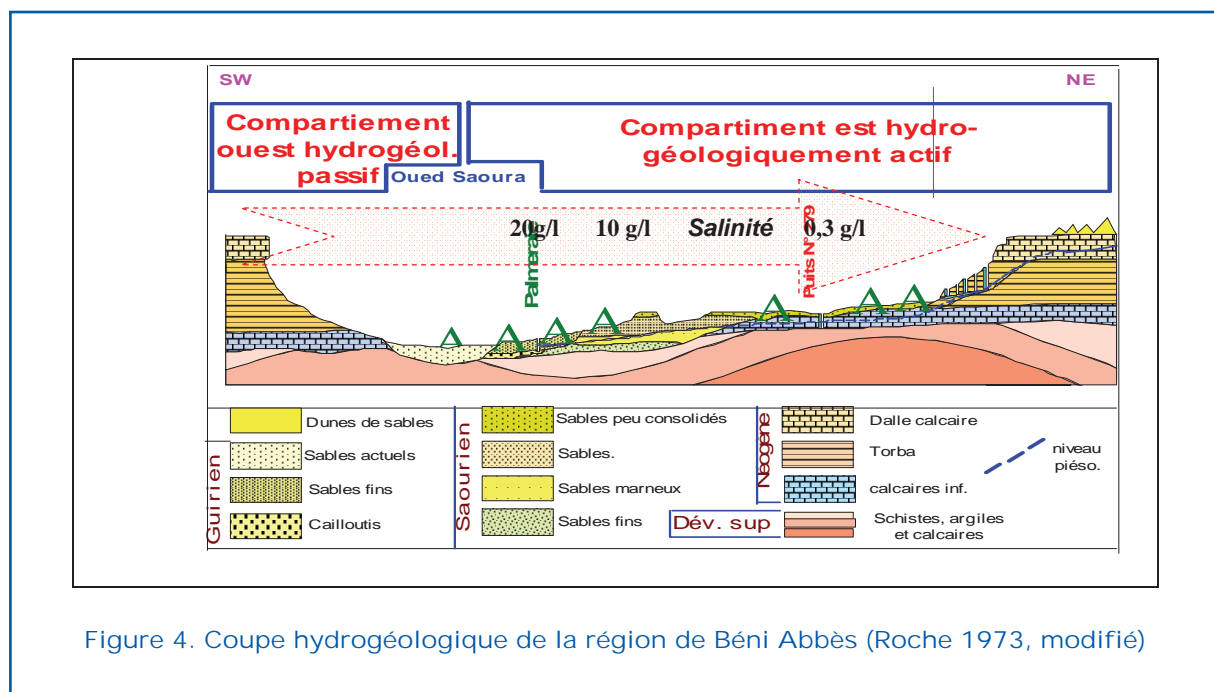 SW
NE
Compartiement
ouest hydrogéol.
passif
Oued Saoura
Compartiment est hydro-
géologiquement actif
20g/l 10 g/l Salinité 0,3 g/l
Palmeraie
Puits N° 279
Guirien
Dunes de sables
Sables actuels
Sables fins
Cailloutis
Saourien
Sables peu consolidés
Sables.
Sables marneux
Sables fins
Néogène
Dalle calcaire
Torba
calcaires inf.
Dév. sup
Schistes, argiles
et calcaires
niveau
piéso.
Figure 4. Coupe hydrogéologique de la région de Béni Abbès (Roche 1973, modifié)